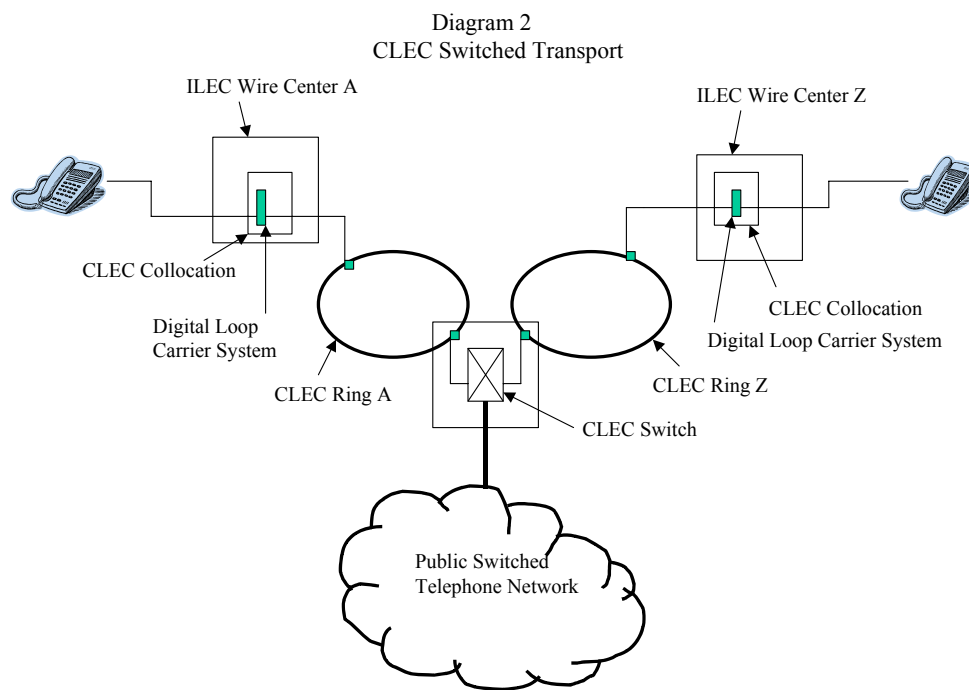 Diagram 2
CLEC Switched Transport
ILEC Wire Center A
ILEC Wire Center Z
CLEC Collocation
CLEC Collocation
Digital Loop
Carrier System
Digital Loop Carrier System
CLEC Ring A
CLEC Ring Z
CLEC Switch
Public Switched
Telephone Network